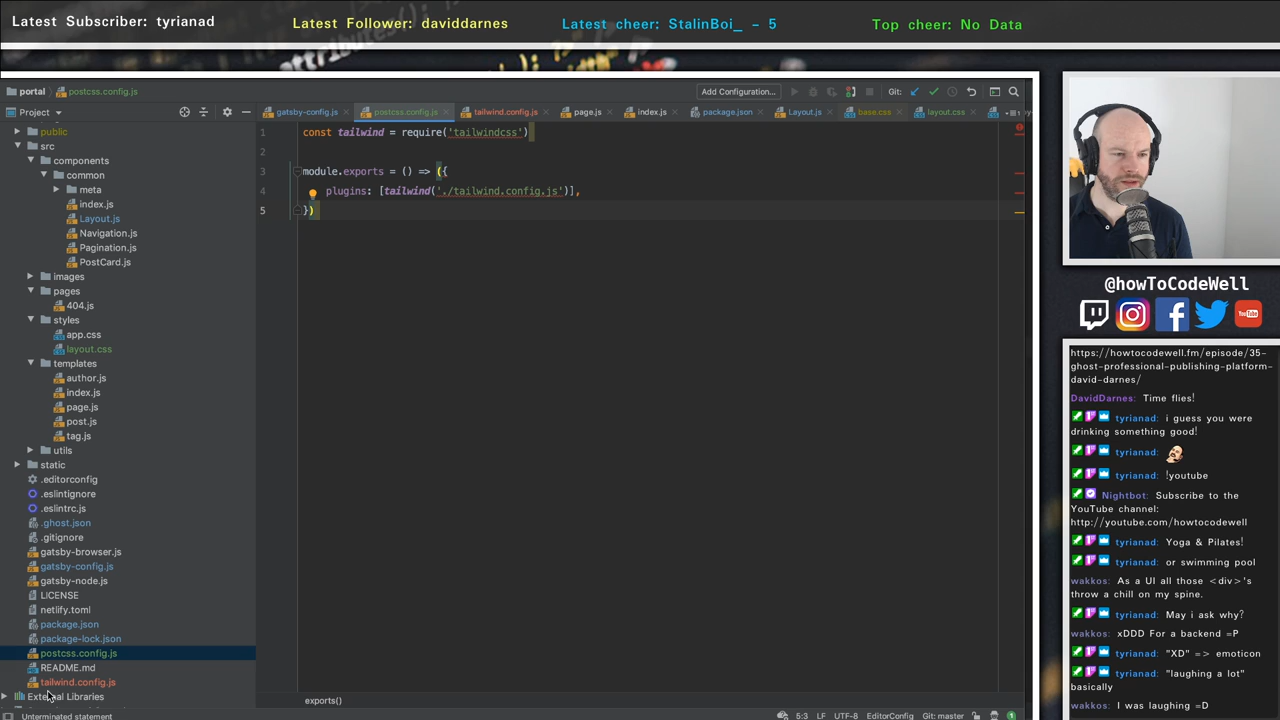 Latest Subscriber: tyrianad
Latest Follower: daviddarnes
Latest cheer: StalinBoi_ - 5
Top cheer: No Data
portal
postcss.config.js
Add Configuration...
Git:
Project
gatsby-config.js
postcss.config.js
tailwind.config.js
page.js
index.js
package.json
Layout.js
base.css
layout.css
public
src
components
common
meta
index.js
Layout.js
Navigation.js
Pagination.js
PostCard.js
images
pages
404.js
styles
app.css
layout.css
templates
author.js
index.js
page.js
post.js
tag.js
utils
static
.editorconfig
.eslintignore
.eslintrc.js
.ghost.json
.gitignore
gatsby-browser.js
gatsby-config.js
gatsby-node.js
LICENSE
netlify.toml
package.json
package-lock.json
postcss.config.js
README.md
tailwind.config.js
External Libraries
1 const tailwind = require('tailwindcss')
2
3 module.exports = () => ({
4 plugins: [tailwind('./tailwind.config.js')],
5 })
exports()
Unterminated statement
5:3 LF UTF-8 EditorConfig Git: master
@howToCodeWell
You Tube
https://howtocodewell.fm/episode/35-
ghost-professional-publishing-platform-
david-darnes/
DavidDarnes: Time flies!
tyrianad: i guess you were
drinking something good!
tyrianad:
tyrianad: !youtube
Nightbot: Subscribe to the
YouTube channel:
http://youtube.com/howtocodewell
tyrianad: Yoga & Pilates!
tyrianad: or swimming pool
wakkos: As a UI all those <div>'s
throw a chill on my spine.
tyrianad: May i ask why?
wakkos: xDDD For a backend =P
tyrianad: "XD" => emoticon
tyrianad: "laughing a lot"
basically
wakkos: I was laughing =D